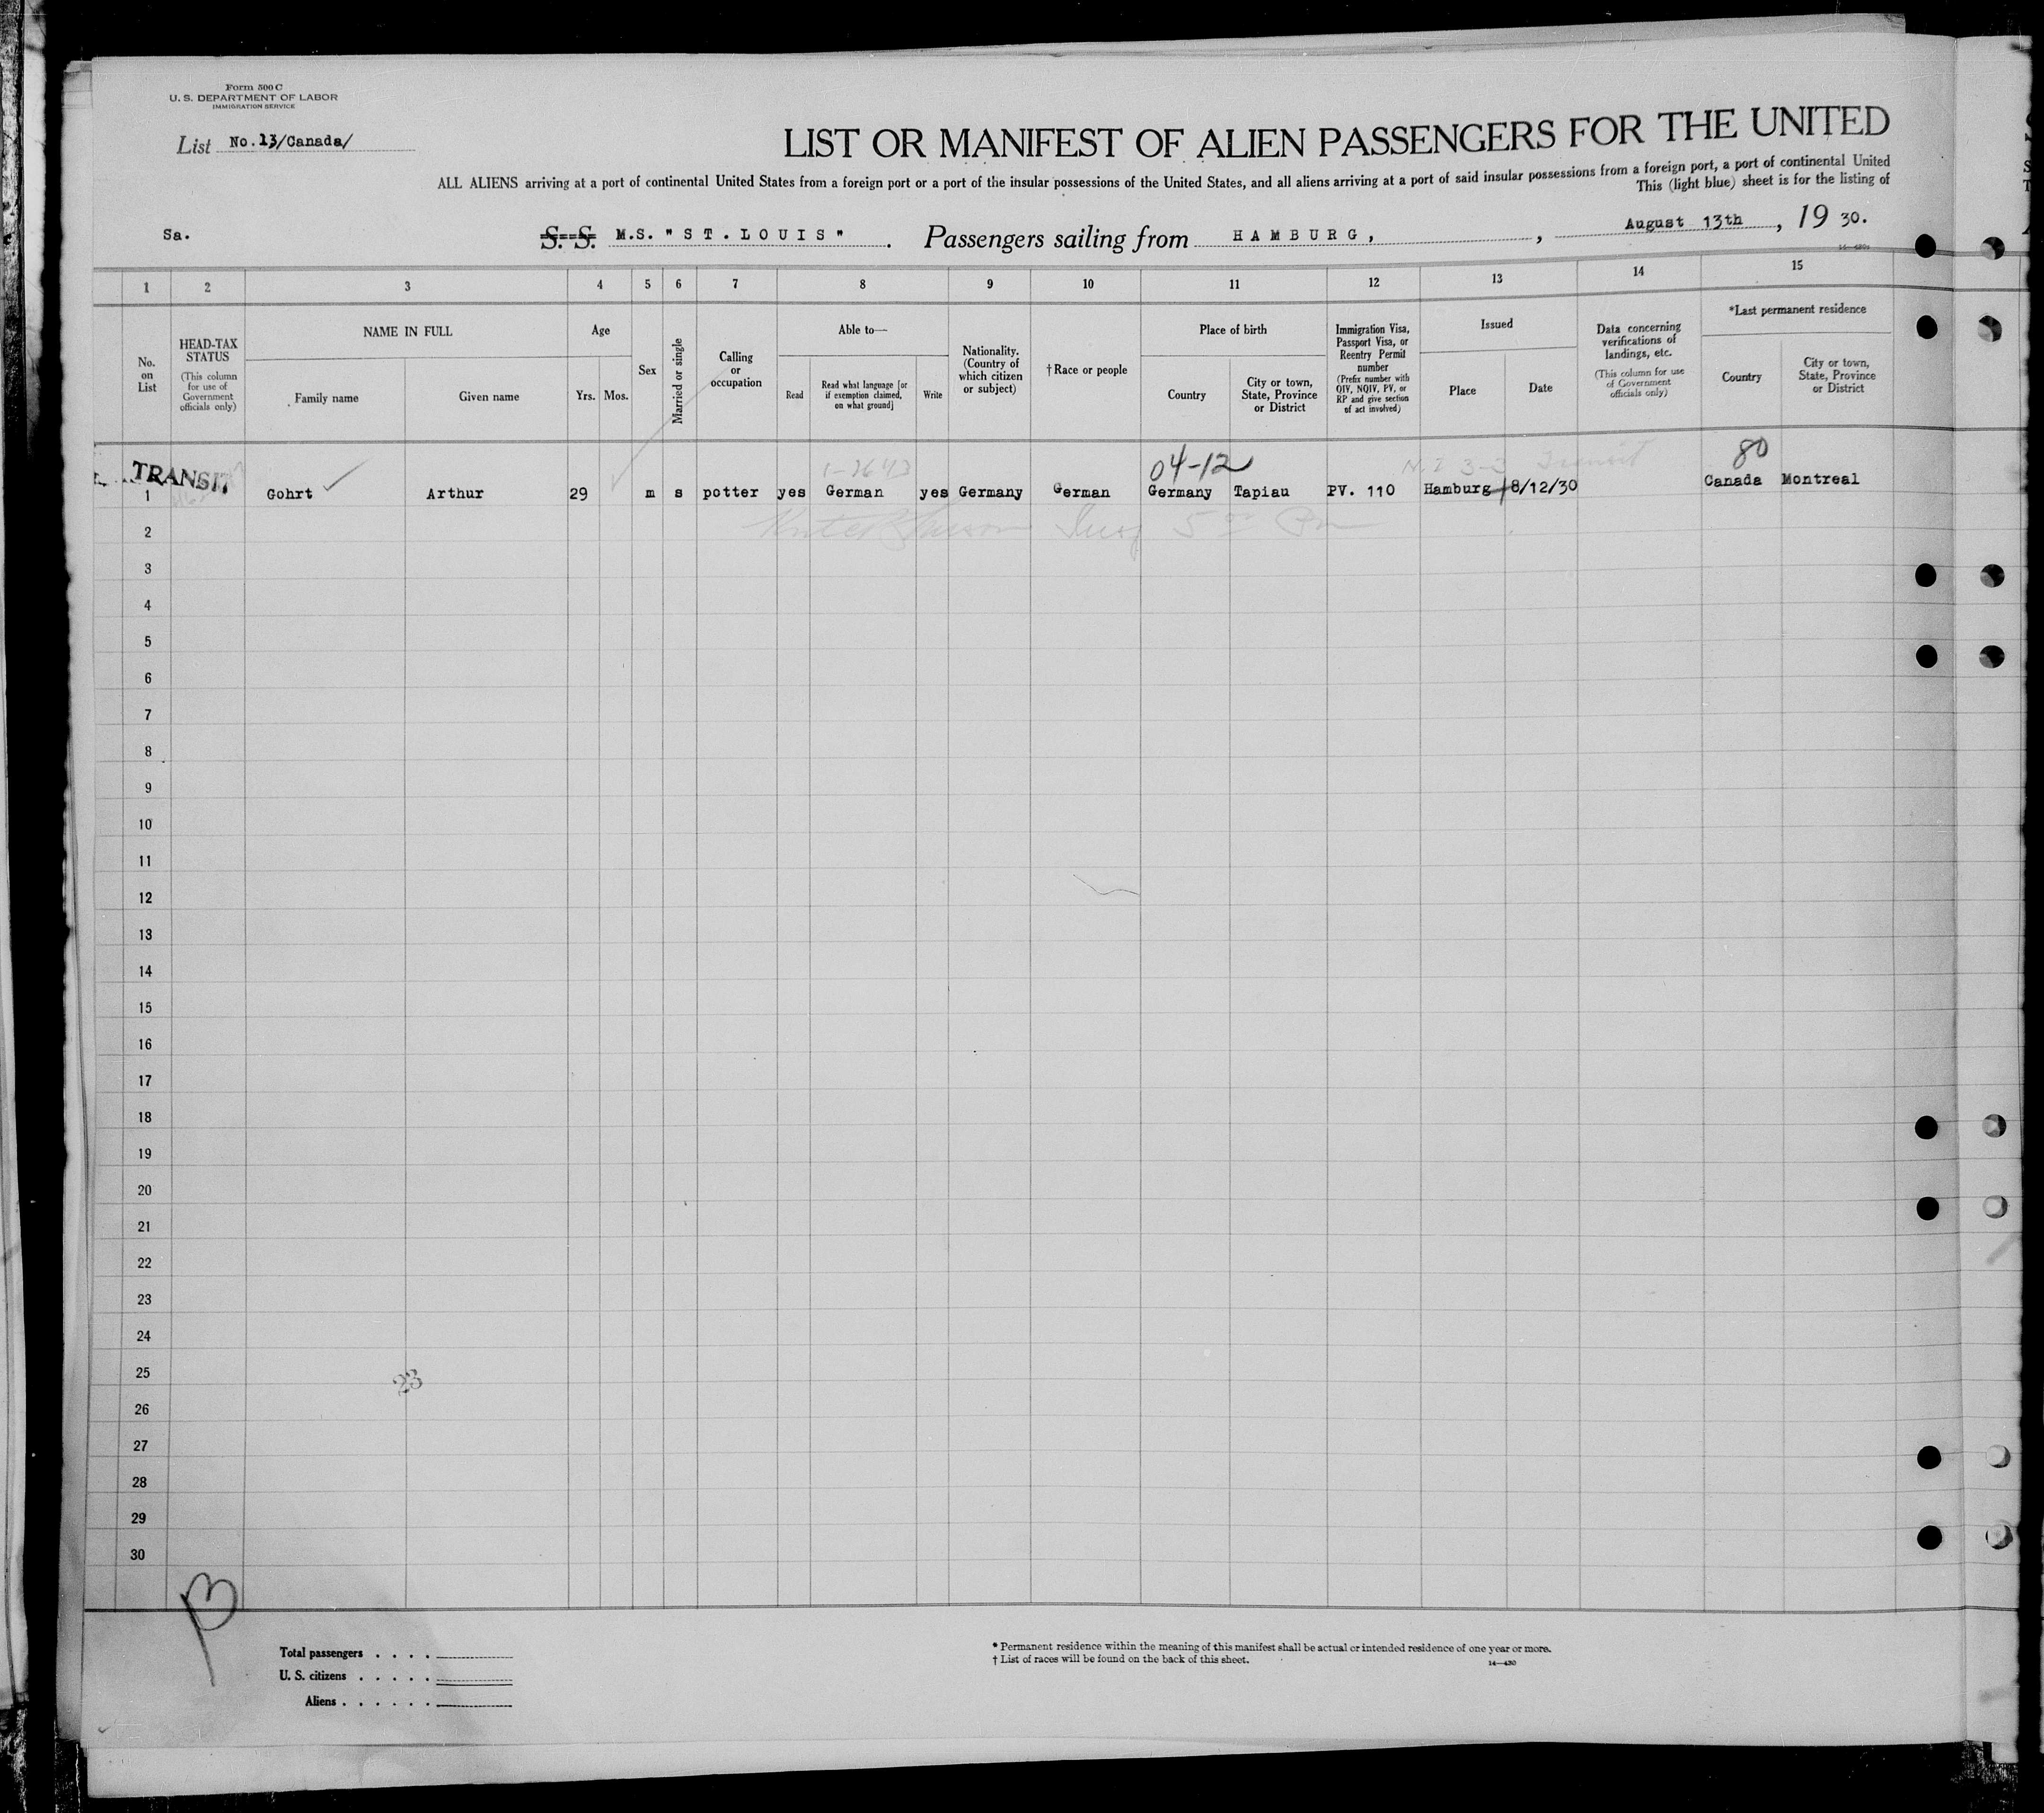 Form 500 C
U. S. DEPARTMENT OF LABOR
IMMIGRATION SERVICE
List No.13/Canada/
LIST OR MANIFEST OF ALIEN PASSENGERS FOR THE UNITED
ALL ALIENS arriving at a port of continental United States from a foreign port or a port of the insular possessions of the United States, and all aliens arriving at a port of said insular possessions from a foreign port, a port of continental United
This (light blue) sheet is for the listing of
Sa. S. S. M.S. "ST.LOUIS". Passengers sailing from HAMBURG, , August 13th, 1930.
1 2 3 4 5 6 7 8 9 10 11 12 13 14 15
No. on List
HEAD-TAX STATUS (This column for use of Government officials only)
NAME IN FULL
Family name
Given name
Age
Yrs.
Mos.
Sex
Married or single
Calling or occupation
Able to—
Read
Read what language [or if exemption claimed, on what ground]
Write
Nationality. (Country of which citizen or subject)
†Race or people
Place of birth
Country
City or town, State, Province or District
Immigration Visa, Passport Visa, or Reentry Permit number (Prefix number with QIV, NQIV, PV, or RP and give section of act involved)
Issued
Place
Date
Data concerning verifications of landings, etc. (This column for use of Government officials only)
*Last permanent residence
Country
City or town, State, Province or District
TRANSIT 04-12 Transit 80
1 Gohrt Arthur 29 m s potter yes German yes Germany German Germany Tapiau PV. 110 Hamburg 8/12/30 Canada Montreal
2
3
4
5
6
7
8
9
10
11
12
13
14
15
16
17
18
19
20
21
22
23
24
25
23
26
27
28
29
30
Total passengers . . . .
U. S. citizens . . . . .
Aliens . . . . . .
* Permanent residence within the meaning of this manifest shall be actual or intended residence of one year or more.
† List of races will be found on the back of this sheet.
14—430